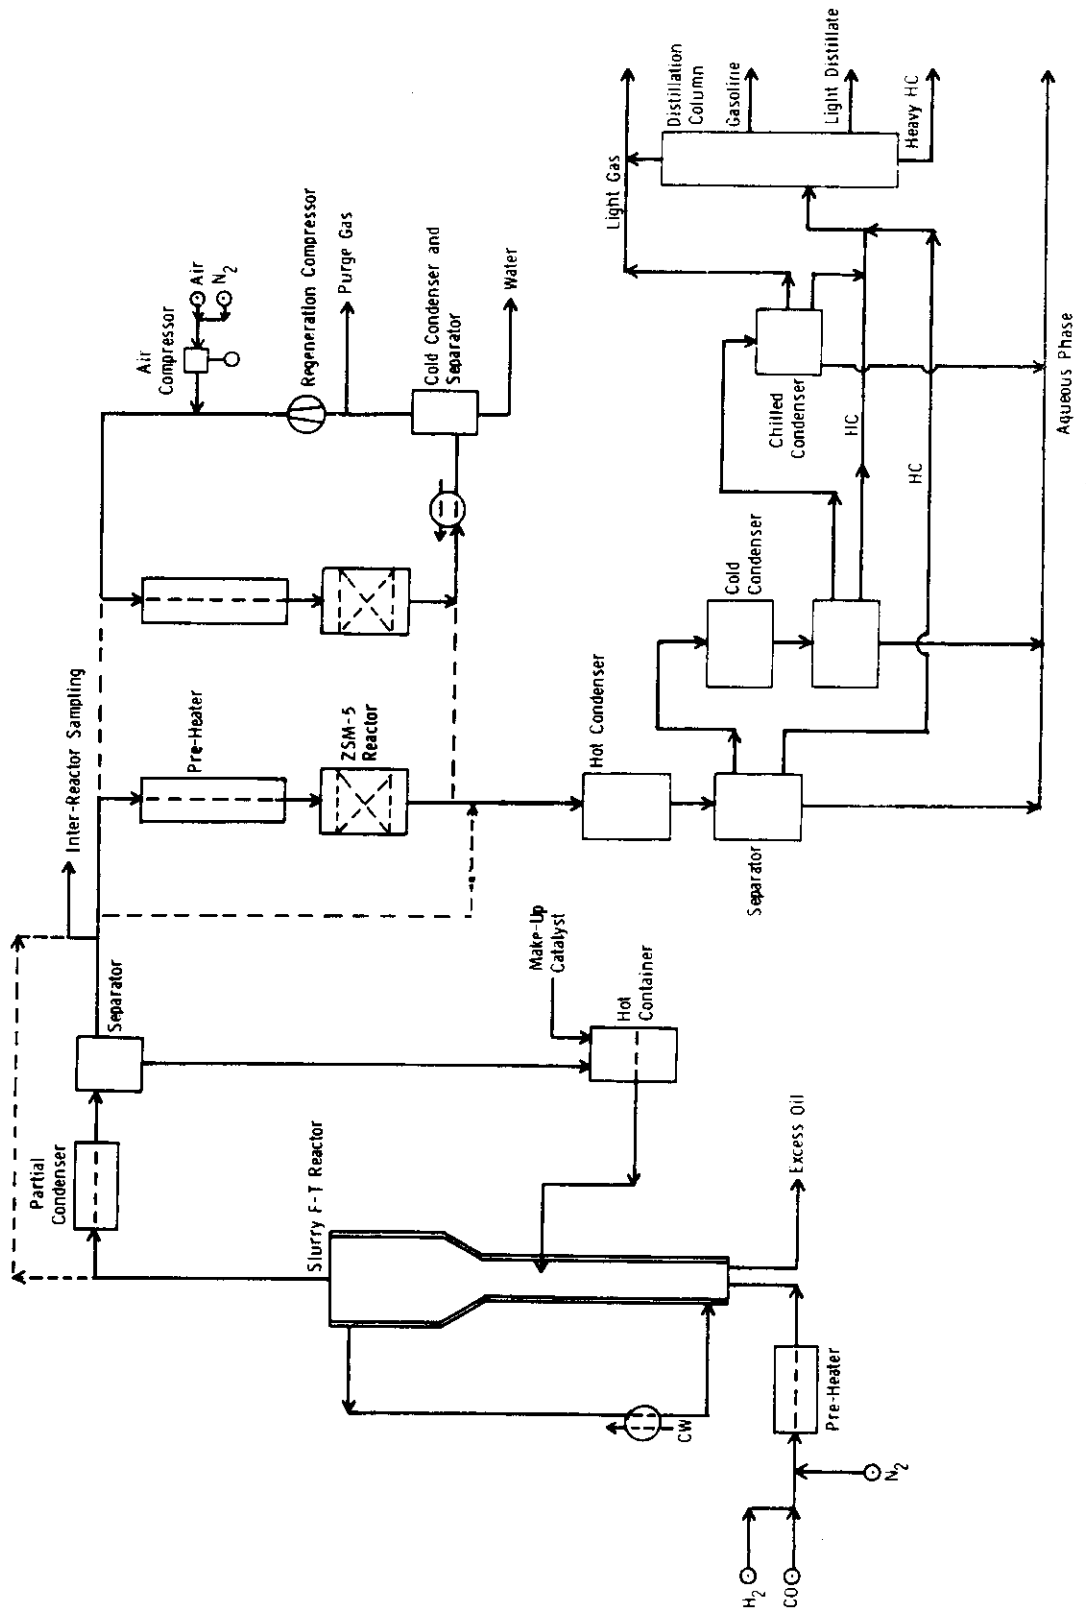 H2
CO
N2
Pre-Heater
CW
Excess Oil
Slurry F-T Reactor
Partial
Condenser
Separator
Make-Up
Catalyst
Hot
Container
Inter-Reactor Sampling
Pre-Heater
ZSM-5
Reactor
Air
Compressor
Air
N2
Regeneration Compressor
Purge Gas
Cold Condenser and
Separator
Water
Hot Condenser
Separator
Cold
Condenser
Chilled
Condenser
HC
HC
Light Gas
Distillation
Column
Gasoline
Light Distillate
Heavy HC
Aqueous Phase